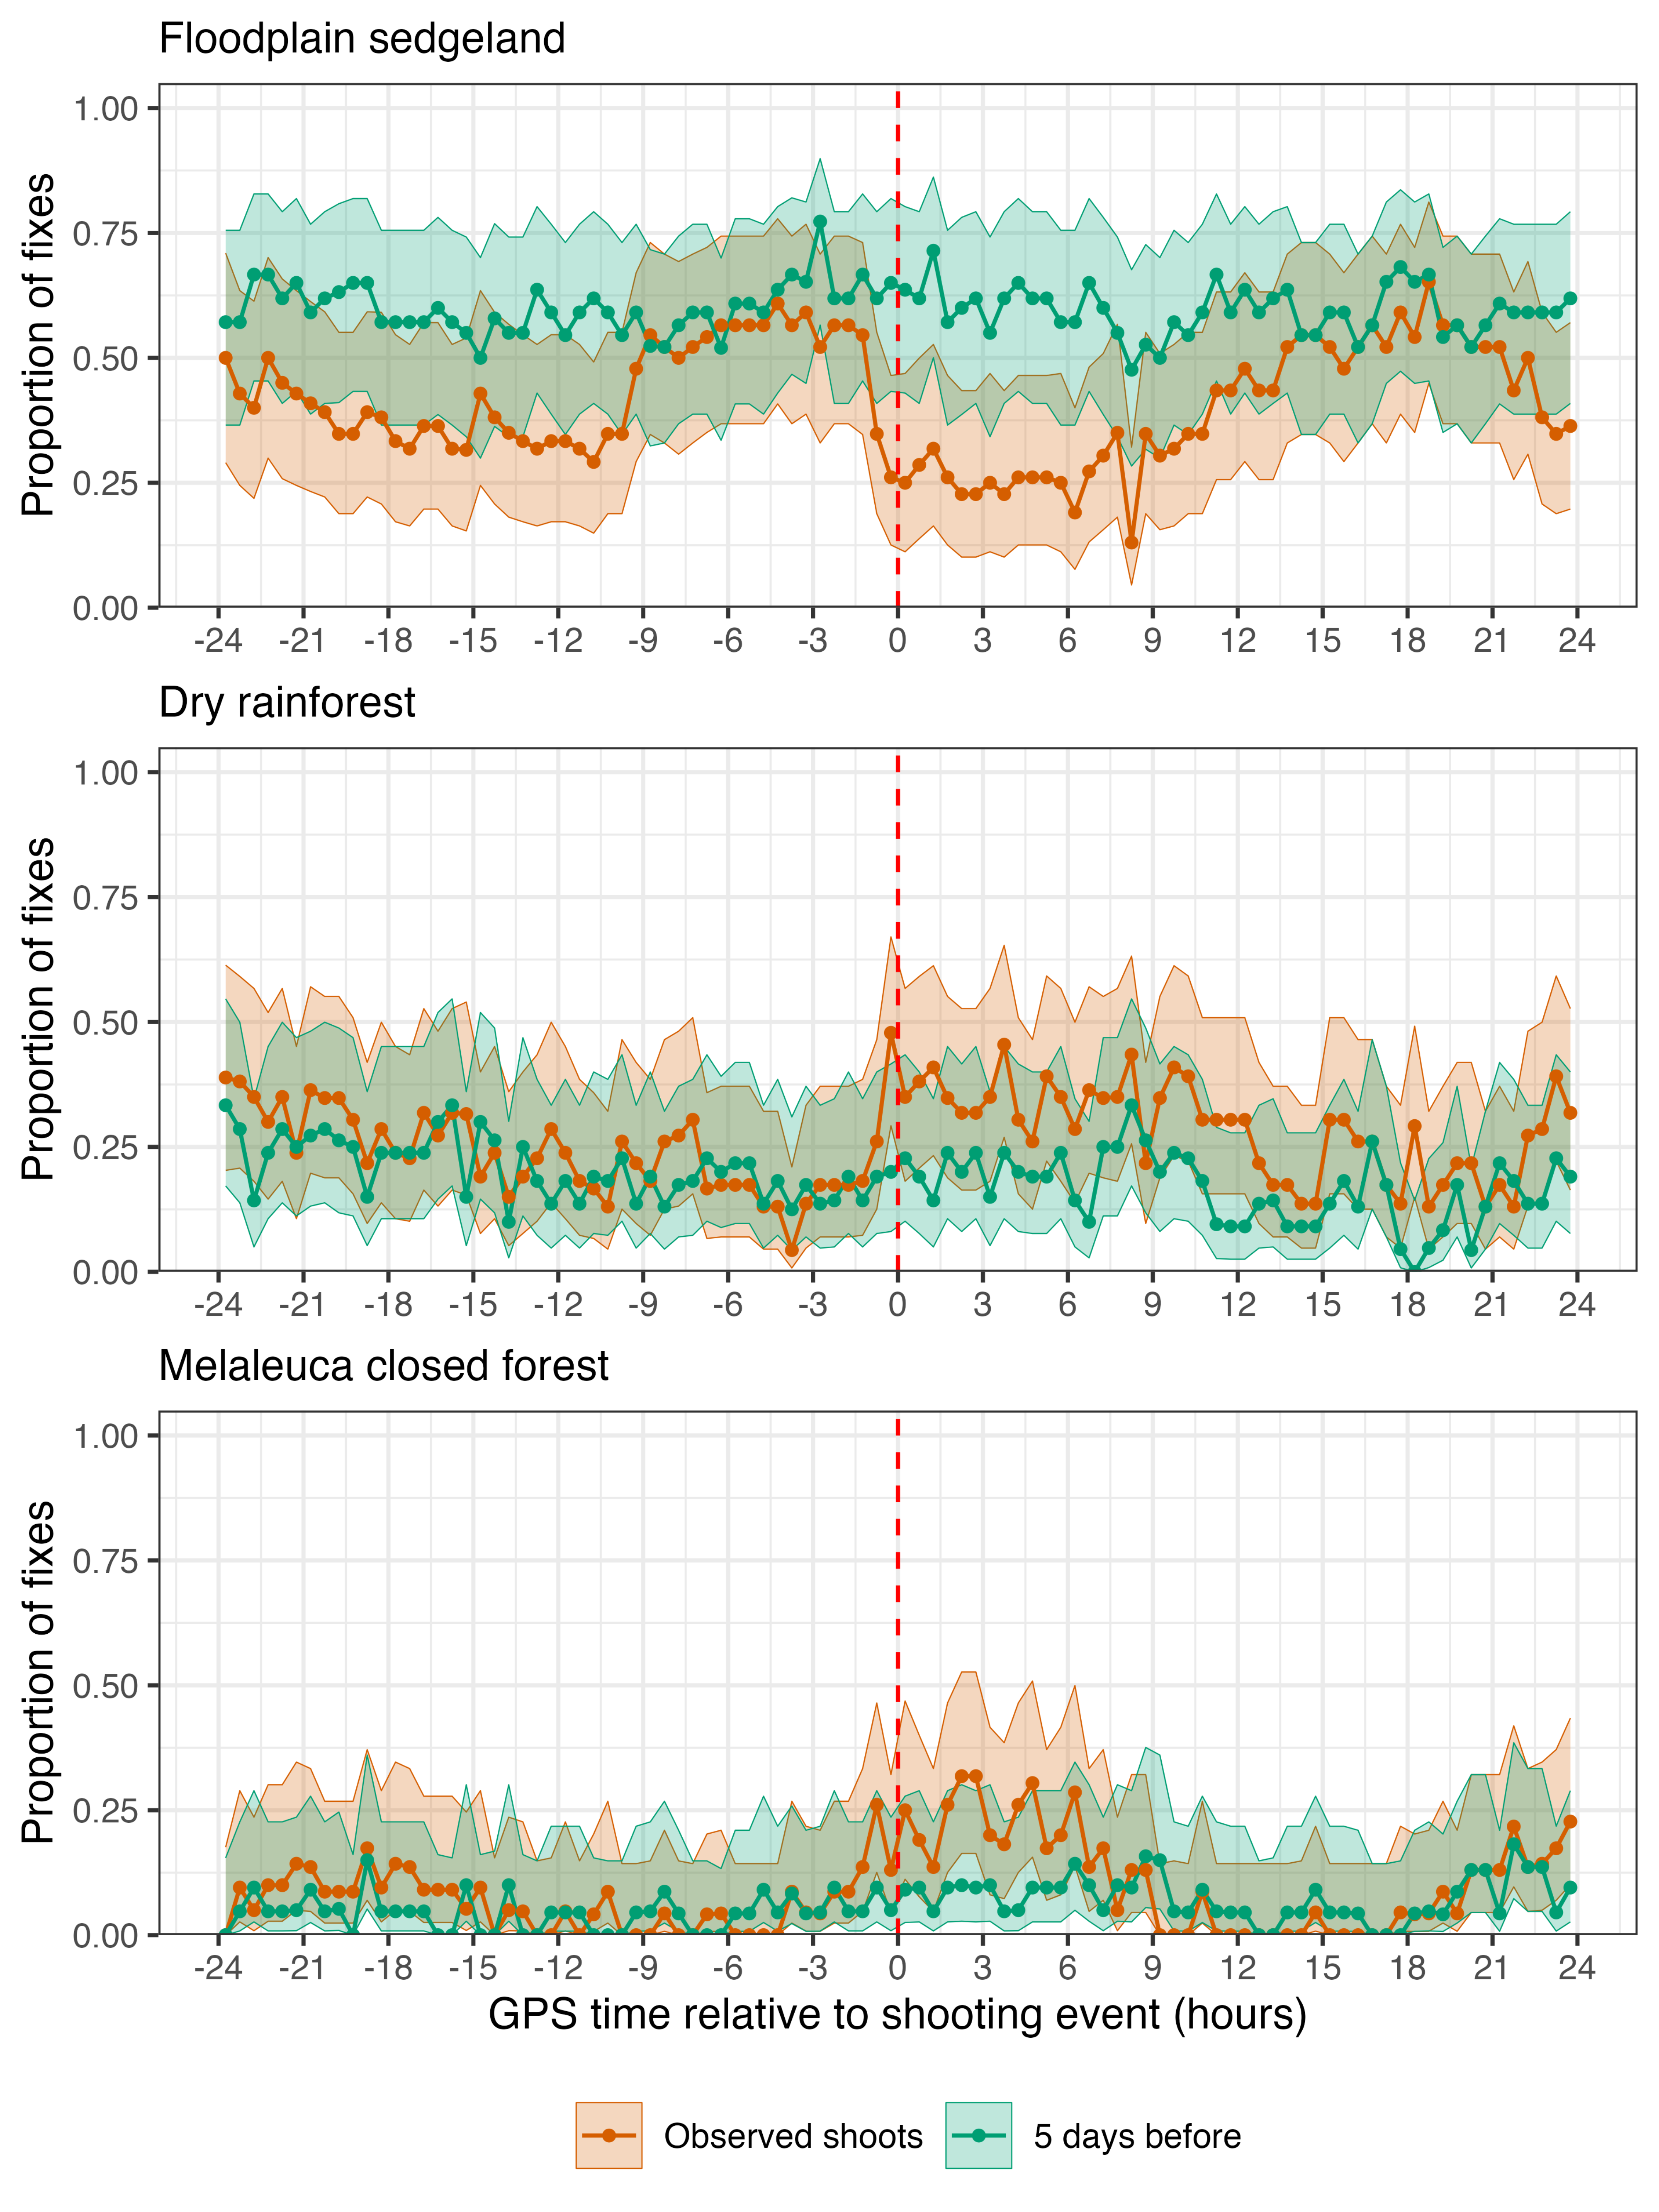 Floodplain sedgeland
Proportion of fixes
1.00
0.75
0.50
0.25
0.00
-24 -21 -18 -15 -12 -9 -6 -3 0 3 6 9 12 15 18 21 24
Dry rainforest
Proportion of fixes
1.00
0.75
0.50
0.25
0.00
-24 -21 -18 -15 -12 -9 -6 -3 0 3 6 9 12 15 18 21 24
Melaleuca closed forest
Proportion of fixes
1.00
0.75
0.50
0.25
0.00
-24 -21 -18 -15 -12 -9 -6 -3 0 3 6 9 12 15 18 21 24
GPS time relative to shooting event (hours)
Observed shoots 5 days before